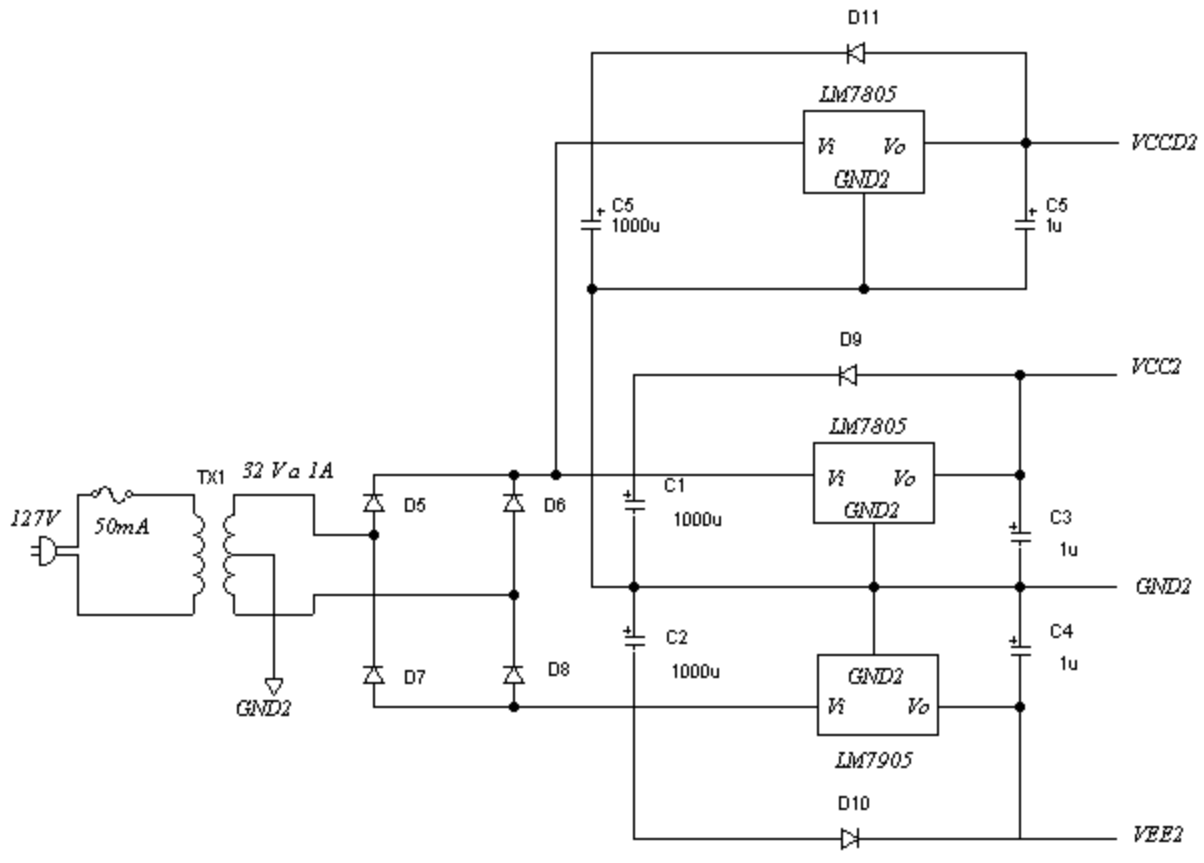 D11
LM7805
Vi Vo
GND2
VCCD2
+ C5
1000u
+ C5
1u
D9
VCC2
LM7805
Vi Vo
GND2
TX1
32 V a 1A
127V
50mA
D5
D6
+ C1
1000u
+ C3
1u
GND2
D7
D8
GND2
+ C2
1000u
+ C4
1u
GND2
Vi Vo
LM7905
D10
VEE2